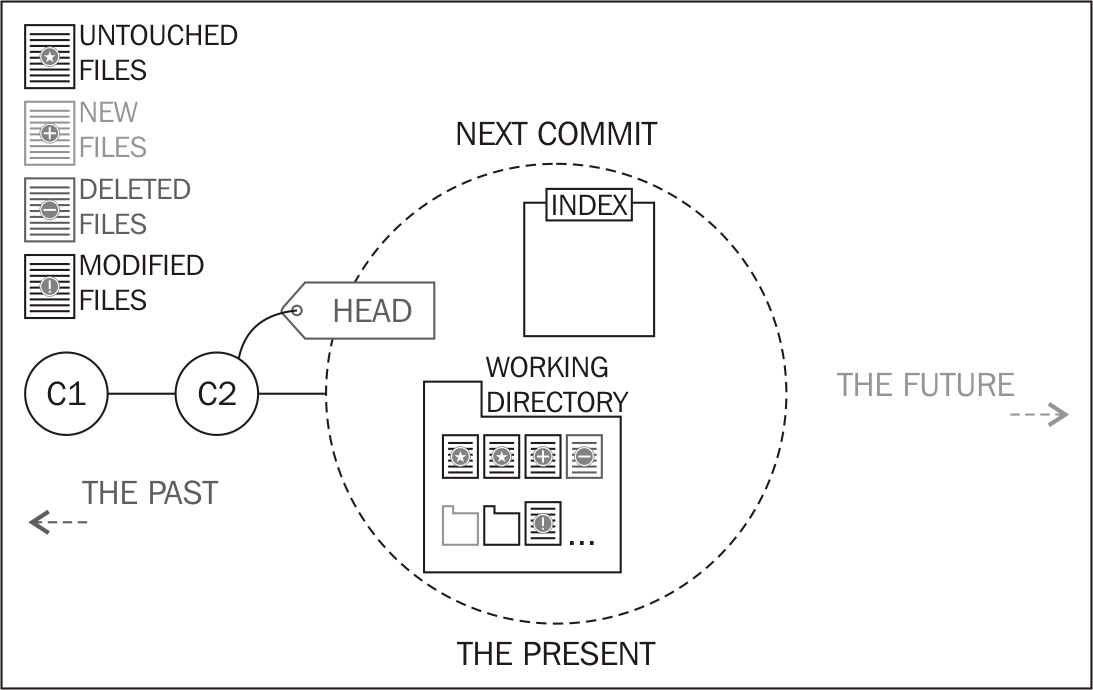 UNTOUCHED
FILES
NEW
FILES
DELETED
FILES
MODIFIED
FILES
NEXT COMMIT
INDEX
HEAD
C1
C2
WORKING
DIRECTORY
...
THE FUTURE
THE PAST
THE PRESENT